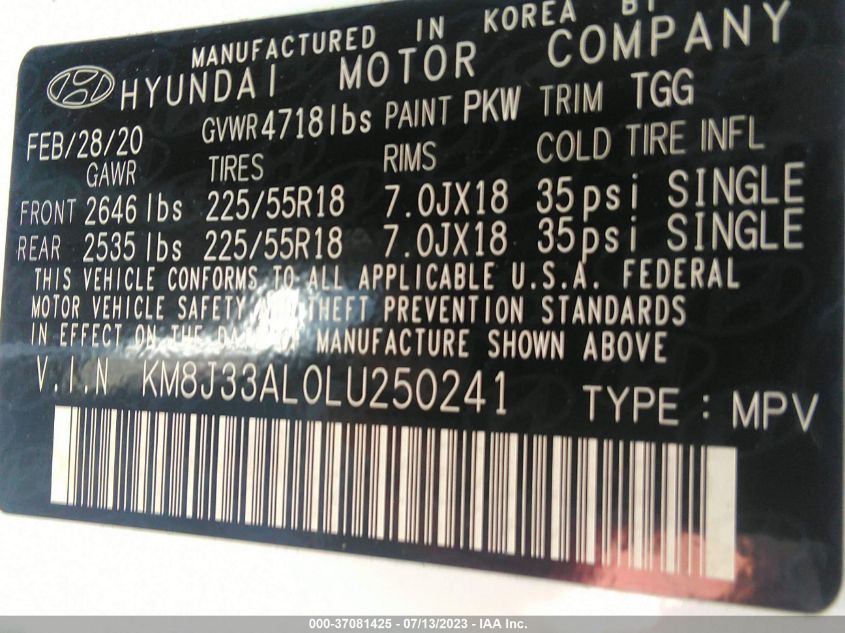 MANUFACTURED IN KOREA BY
HYUNDAI MOTOR COMPANY
FEB/28/20 GVWR 4718lbs PAINT PKW TRIM TGG
GAWR TIRES RIMS COLD TIRE INFL
FRONT 2646 lbs 225/55R18 7.0JX18 35psi SINGLE
REAR 2535 lbs 225/55R18 7.0JX18 35psi SINGLE
THIS VEHICLE CONFORMS TO ALL APPLICABLE U.S.A. FEDERAL
MOTOR VEHICLE SAFETY AND THEFT PREVENTION STANDARDS
IN EFFECT ON THE DATE OF MANUFACTURE SHOWN ABOVE
V.I.N KM8J33AL0LU250241 TYPE : MPV
000-37081425 - 07/13/2023 - IAA Inc.